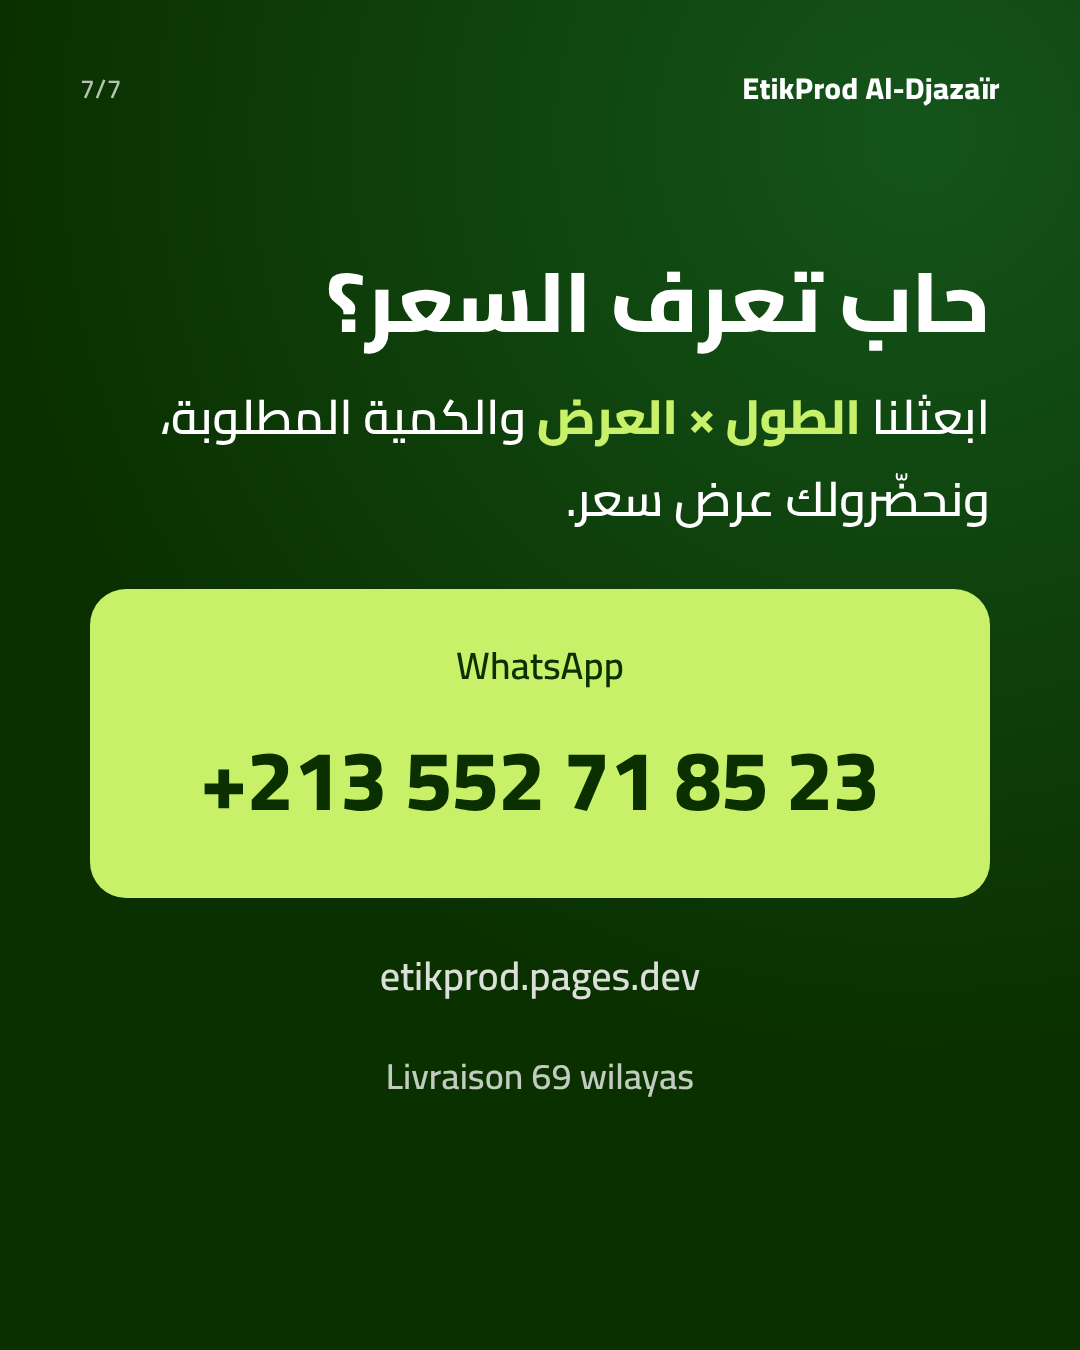 7/7
EtikProd Al-Djazaïr
حاب تعرف السعر؟
ابعثلنا الطول × العرض والكمية المطلوبة،
ونحضّرولك عرض سعر.
WhatsApp
+213 552 71 85 23
etikprod.pages.dev
Livraison 69 wilayas